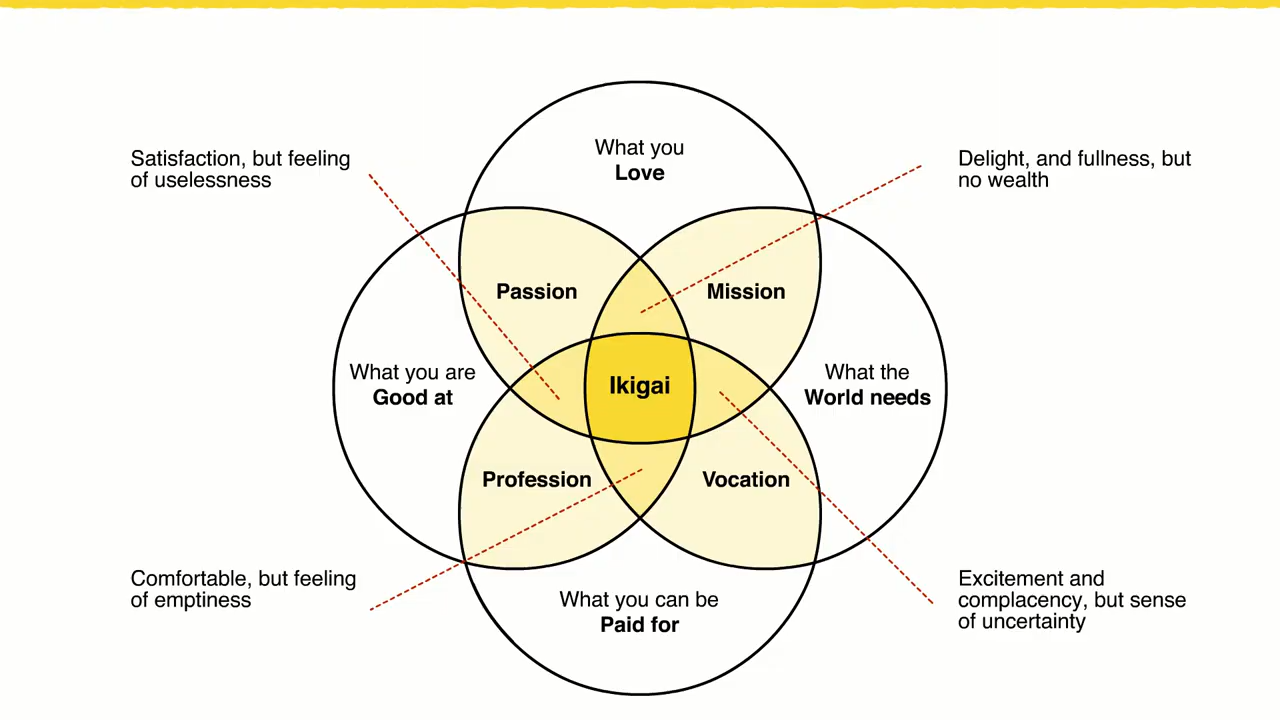 What you
Love
Satisfaction, but feeling
of uselessness
Delight, and fullness, but
no wealth
Passion
Mission
What you are
Good at
Ikigai
What the
World needs
Profession
Vocation
Comfortable, but feeling
of emptiness
What you can be
Paid for
Excitement and
complacency, but sense
of uncertainty